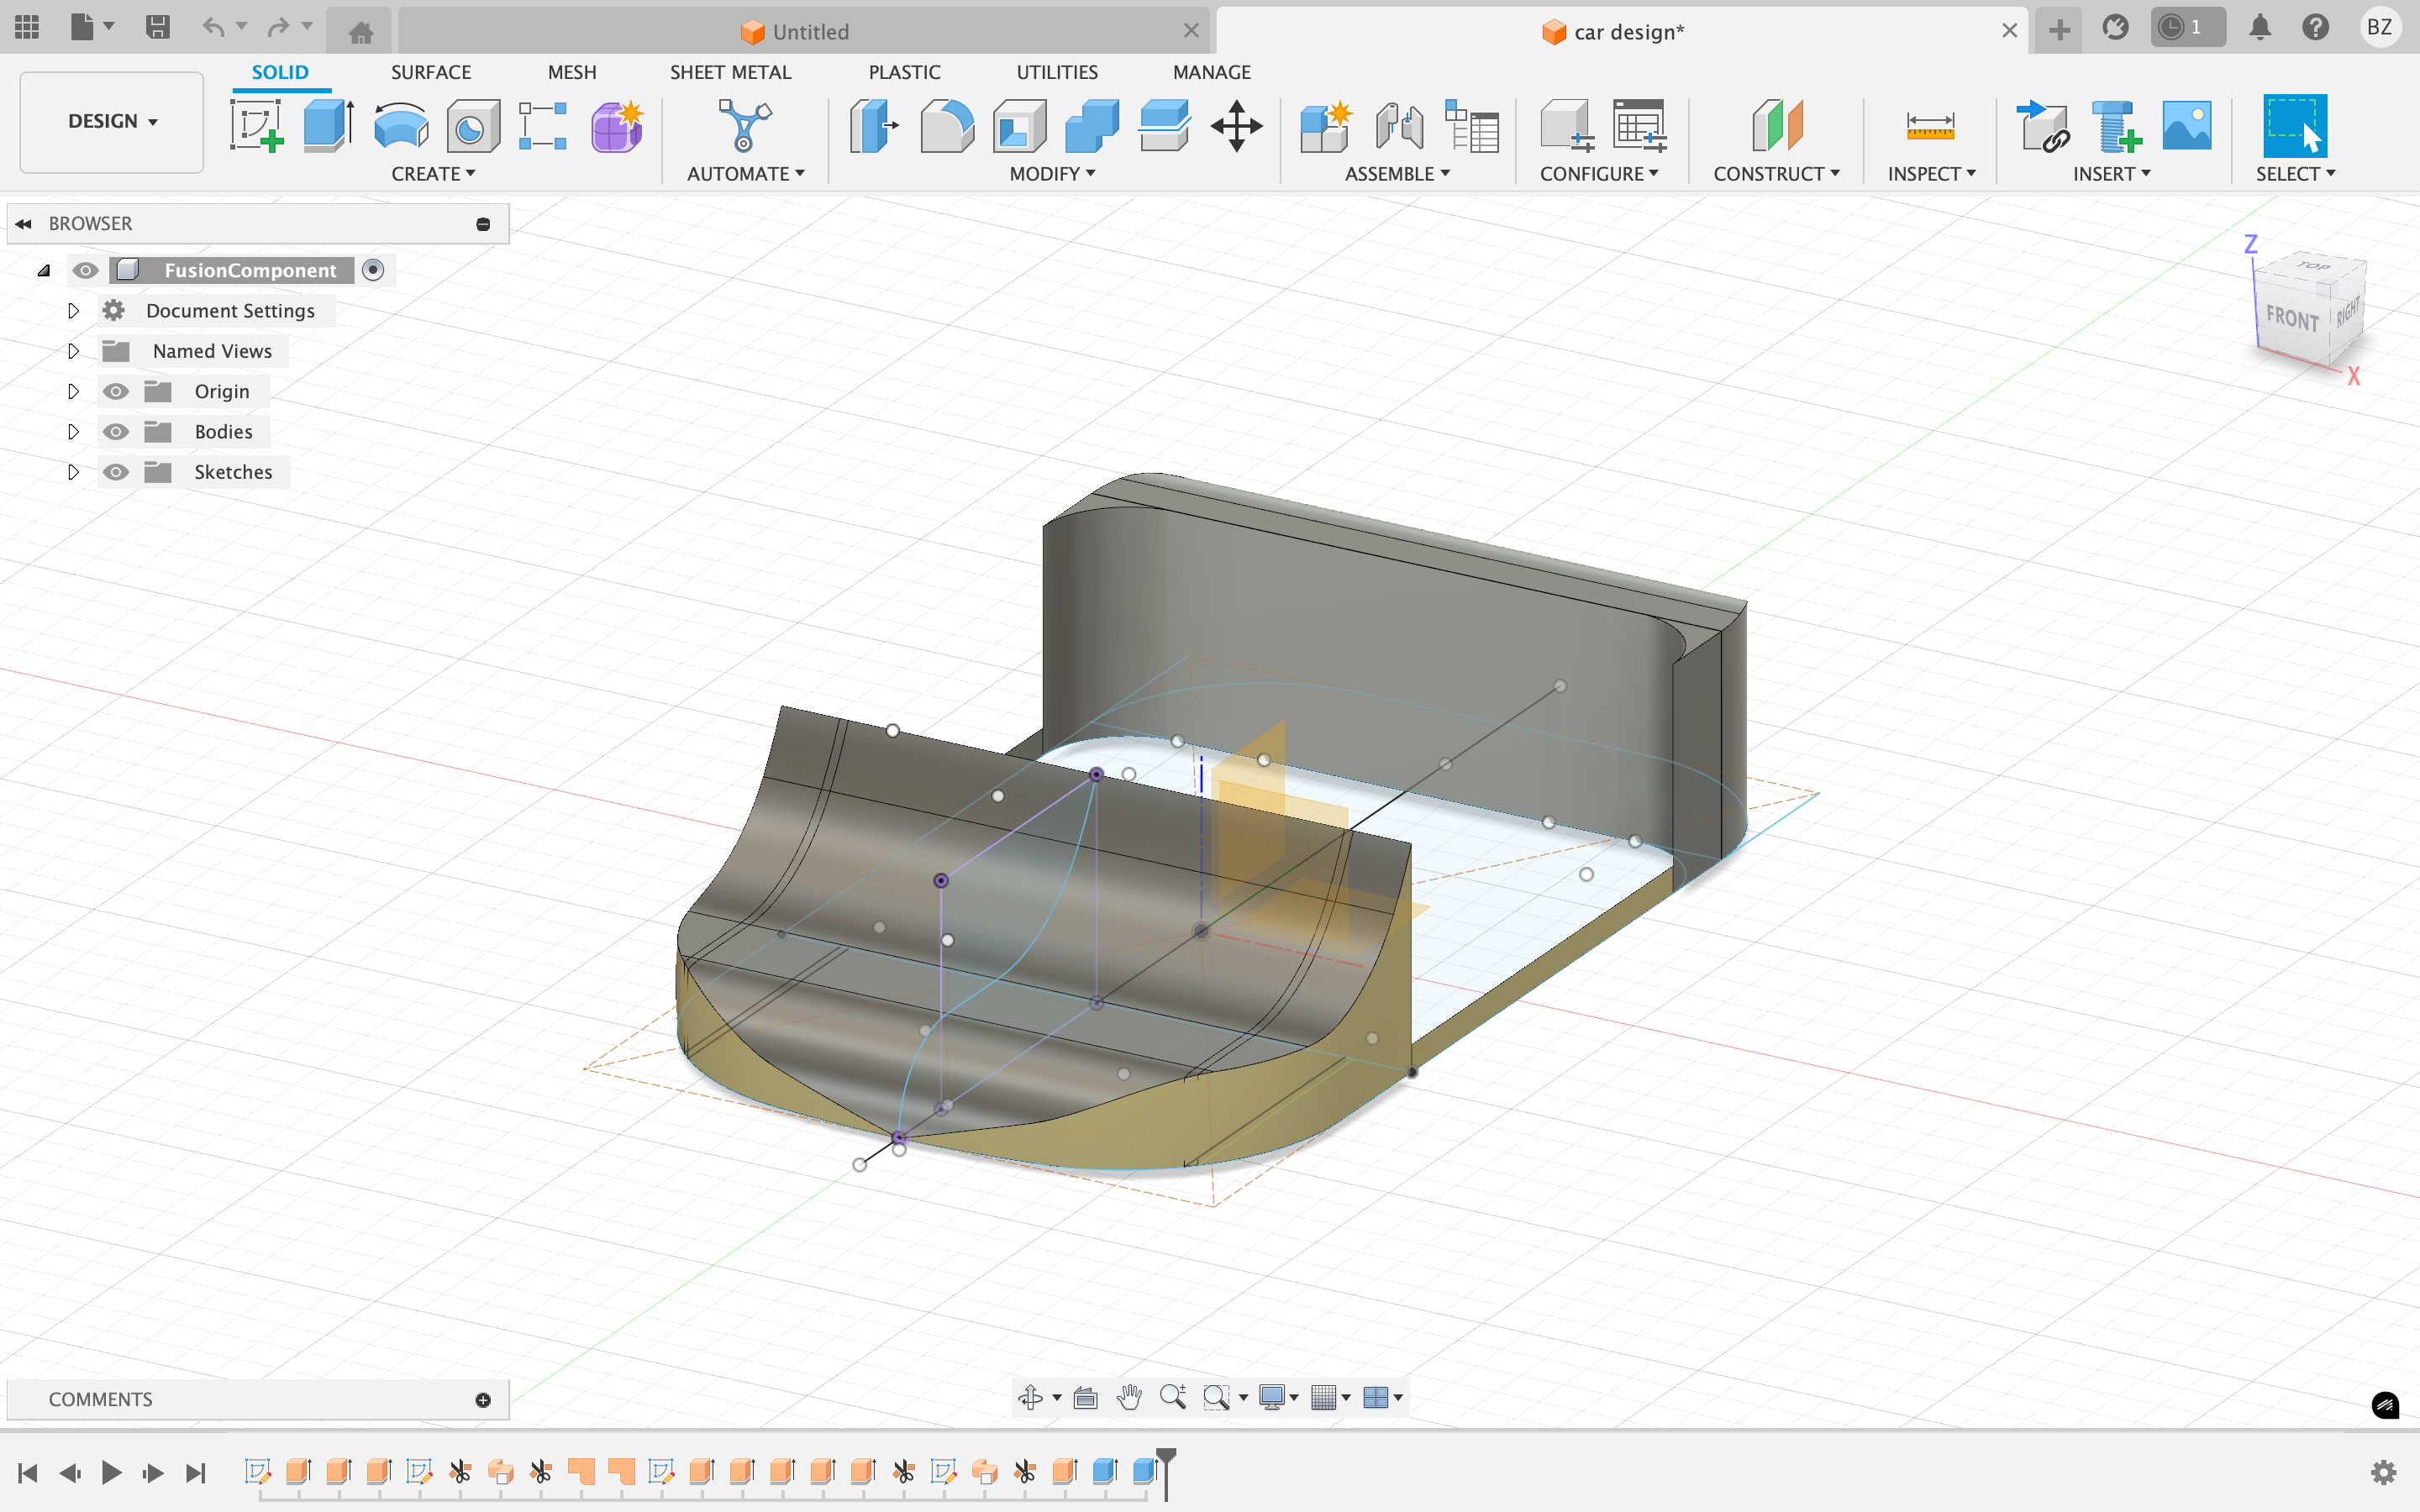 Untitled
car design*
1
BZ
DESIGN
SOLID
SURFACE
MESH
SHEET METAL
PLASTIC
UTILITIES
MANAGE
CREATE
AUTOMATE
MODIFY
ASSEMBLE
CONFIGURE
CONSTRUCT
INSPECT
INSERT
SELECT
BROWSER
FusionComponent
Document Settings
Named Views
Origin
Bodies
Sketches
Z
TOP
FRONT
RIGHT
X
COMMENTS